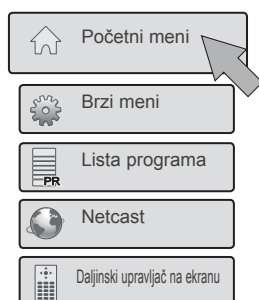 Početni meni
Brzi meni
Lista programa
PR
Netcast
Daljinski upravljač na ekranu